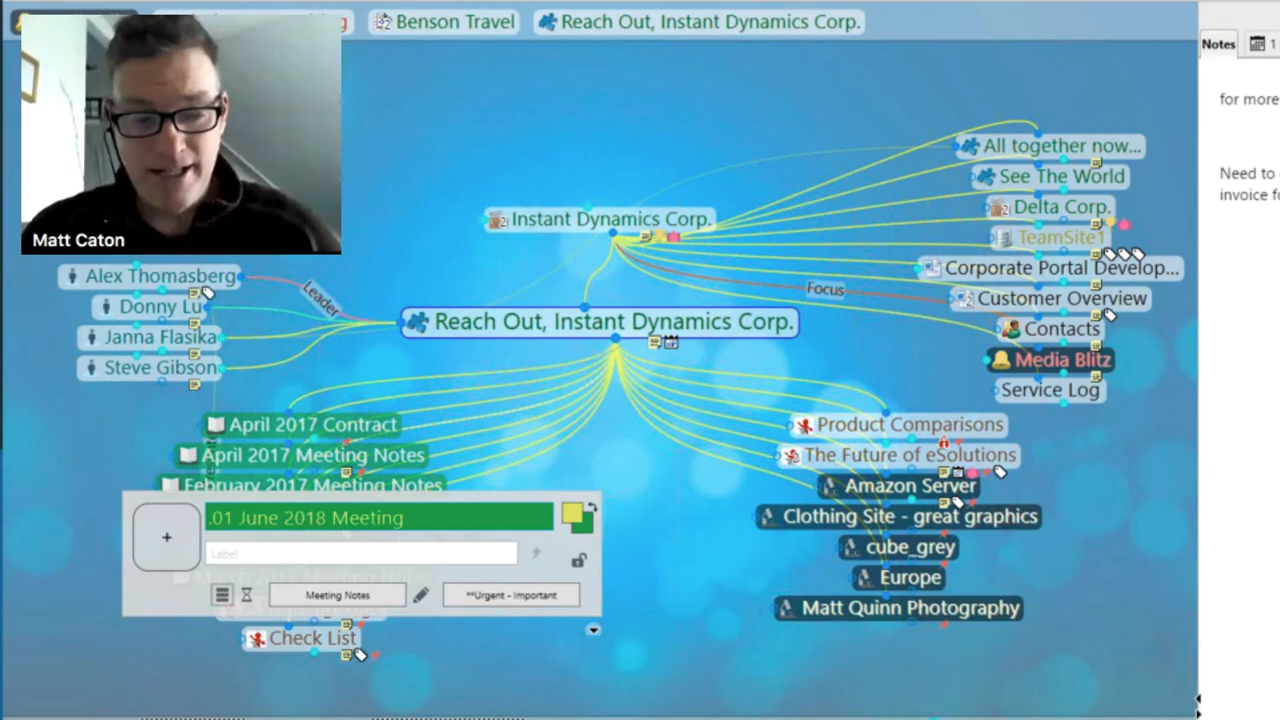 Benson Travel
Reach Out, Instant Dynamics Corp.
Notes
1
for more
Need to
invoice fo
Matt Caton
All together now...
See The World
Instant Dynamics Corp.
Delta Corp.
TeamSite1
Corporate Portal Develop...
Focus
Customer Overview
Contacts
Media Blitz
Service Log
Alex Thomasberg
Leader
Donny Lu
Janna Flasika
Steve Gibson
Reach Out, Instant Dynamics Corp.
April 2017 Contract
April 2017 Meeting Notes
February 2017 Meeting Notes
Product Comparisons
The Future of eSolutions
Amazon Server
Clothing Site - great graphics
cube_grey
Europe
Matt Quinn Photography
+
.01 June 2018 Meeting
Label
Meeting Notes
**Urgent - Important
Check List